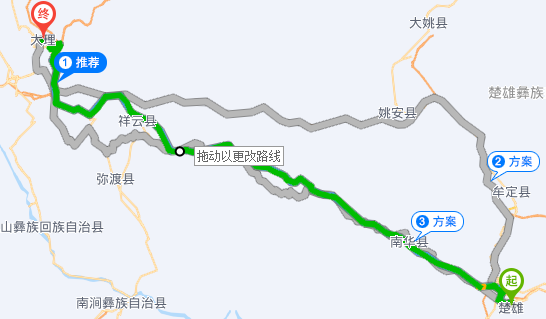 终
大理
大姚县
1 推荐
楚雄彝族
祥云县
姚安县
拖动以更改路线
2 方案
弥渡县
牟定县
3 方案
山彝族回族自治县
南华县
起
南涧彝族自治县
楚雄